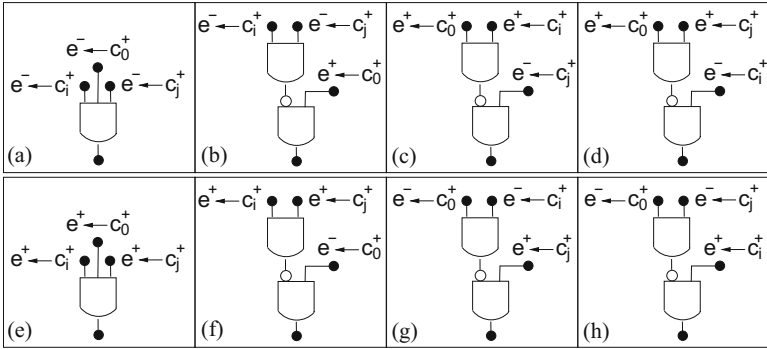 e⁻ ← c₀⁺
e⁻ ← cᵢ⁺ e⁻ ← cⱼ⁺
(a)
e⁻ ← cᵢ⁺ e⁻ ← cⱼ⁺
e⁺ ← c₀⁺
(b)
e⁺ ← c₀⁺ e⁺ ← cᵢ⁺
e⁻ ← cⱼ⁺
(c)
e⁺ ← c₀⁺ e⁺ ← cⱼ⁺
e⁻ ← cᵢ⁺
(d)
e⁺ ← c₀⁺
e⁺ ← cᵢ⁺ e⁺ ← cⱼ⁺
(e)
e⁺ ← cᵢ⁺ e⁺ ← cⱼ⁺
e⁻ ← c₀⁺
(f)
e⁻ ← c₀⁺ e⁻ ← cᵢ⁺
e⁺ ← cⱼ⁺
(g)
e⁻ ← c₀⁺ e⁻ ← cⱼ⁺
e⁺ ← cᵢ⁺
(h)